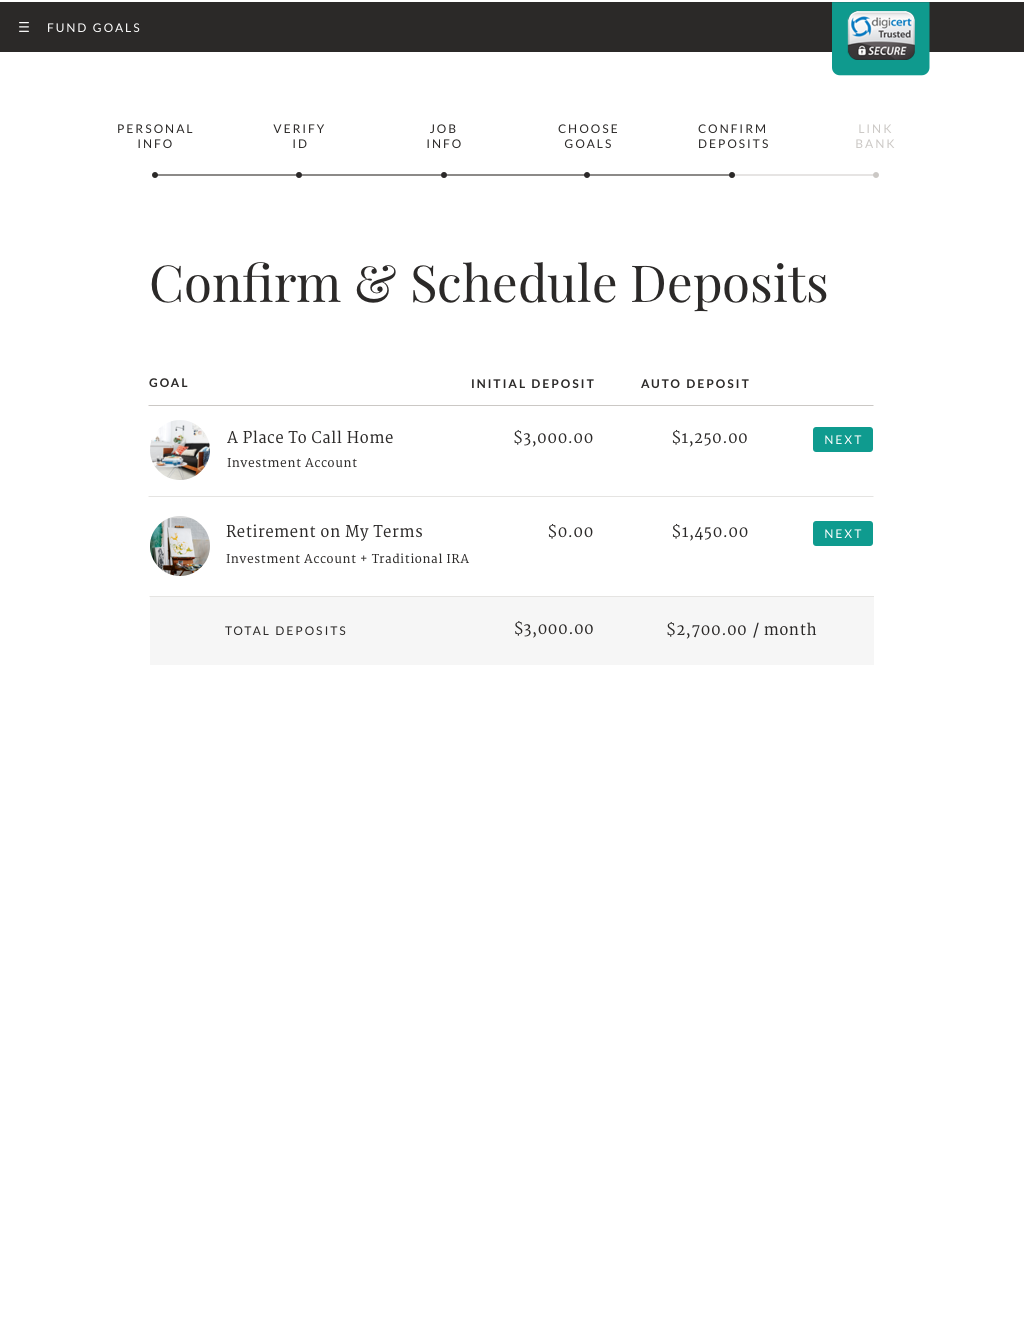 ☰ FUND GOALS
digicert
Trusted
SECURE
PERSONAL
INFO
VERIFY
ID
JOB
INFO
CHOOSE
GOALS
CONFIRM
DEPOSITS
LINK
BANK
Confirm & Schedule Deposits
GOAL INITIAL DEPOSIT AUTO DEPOSIT
A Place To Call Home $3,000.00 $1,250.00 NEXT
Investment Account
Retirement on My Terms $0.00 $1,450.00 NEXT
Investment Account + Traditional IRA
TOTAL DEPOSITS $3,000.00 $2,700.00 / month